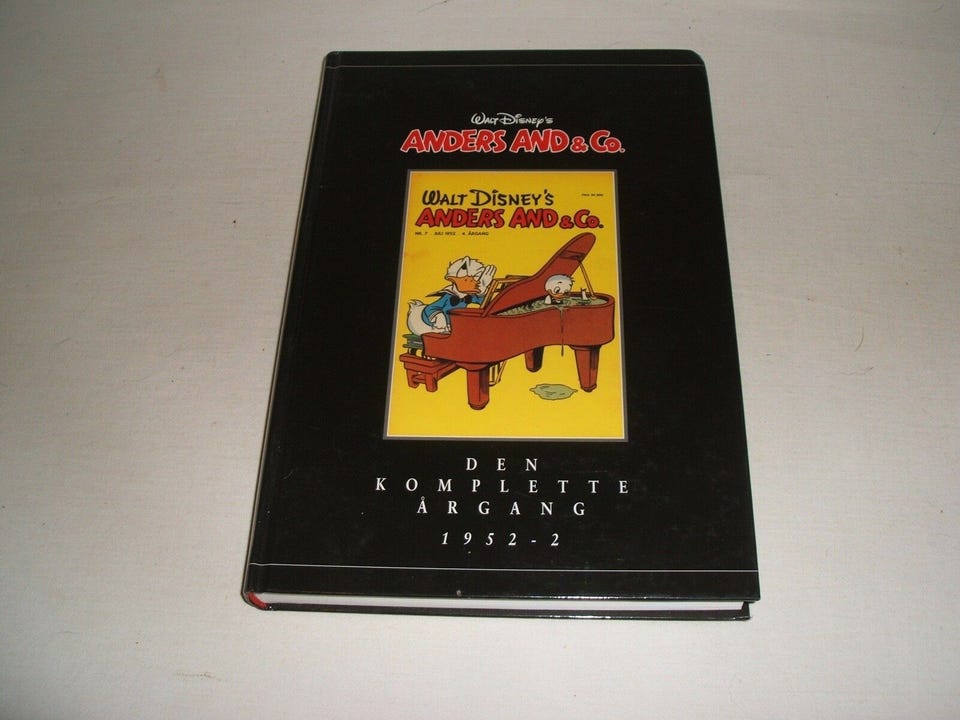 WALT DISNEY'S
ANDERS AND & Co.
WALT DISNEY'S
ANDERS AND & Co.
NR. 7 JULI 1952 4. ÅRGANG
DEN
KOMPLETTE
ÅRGANG
1952-2